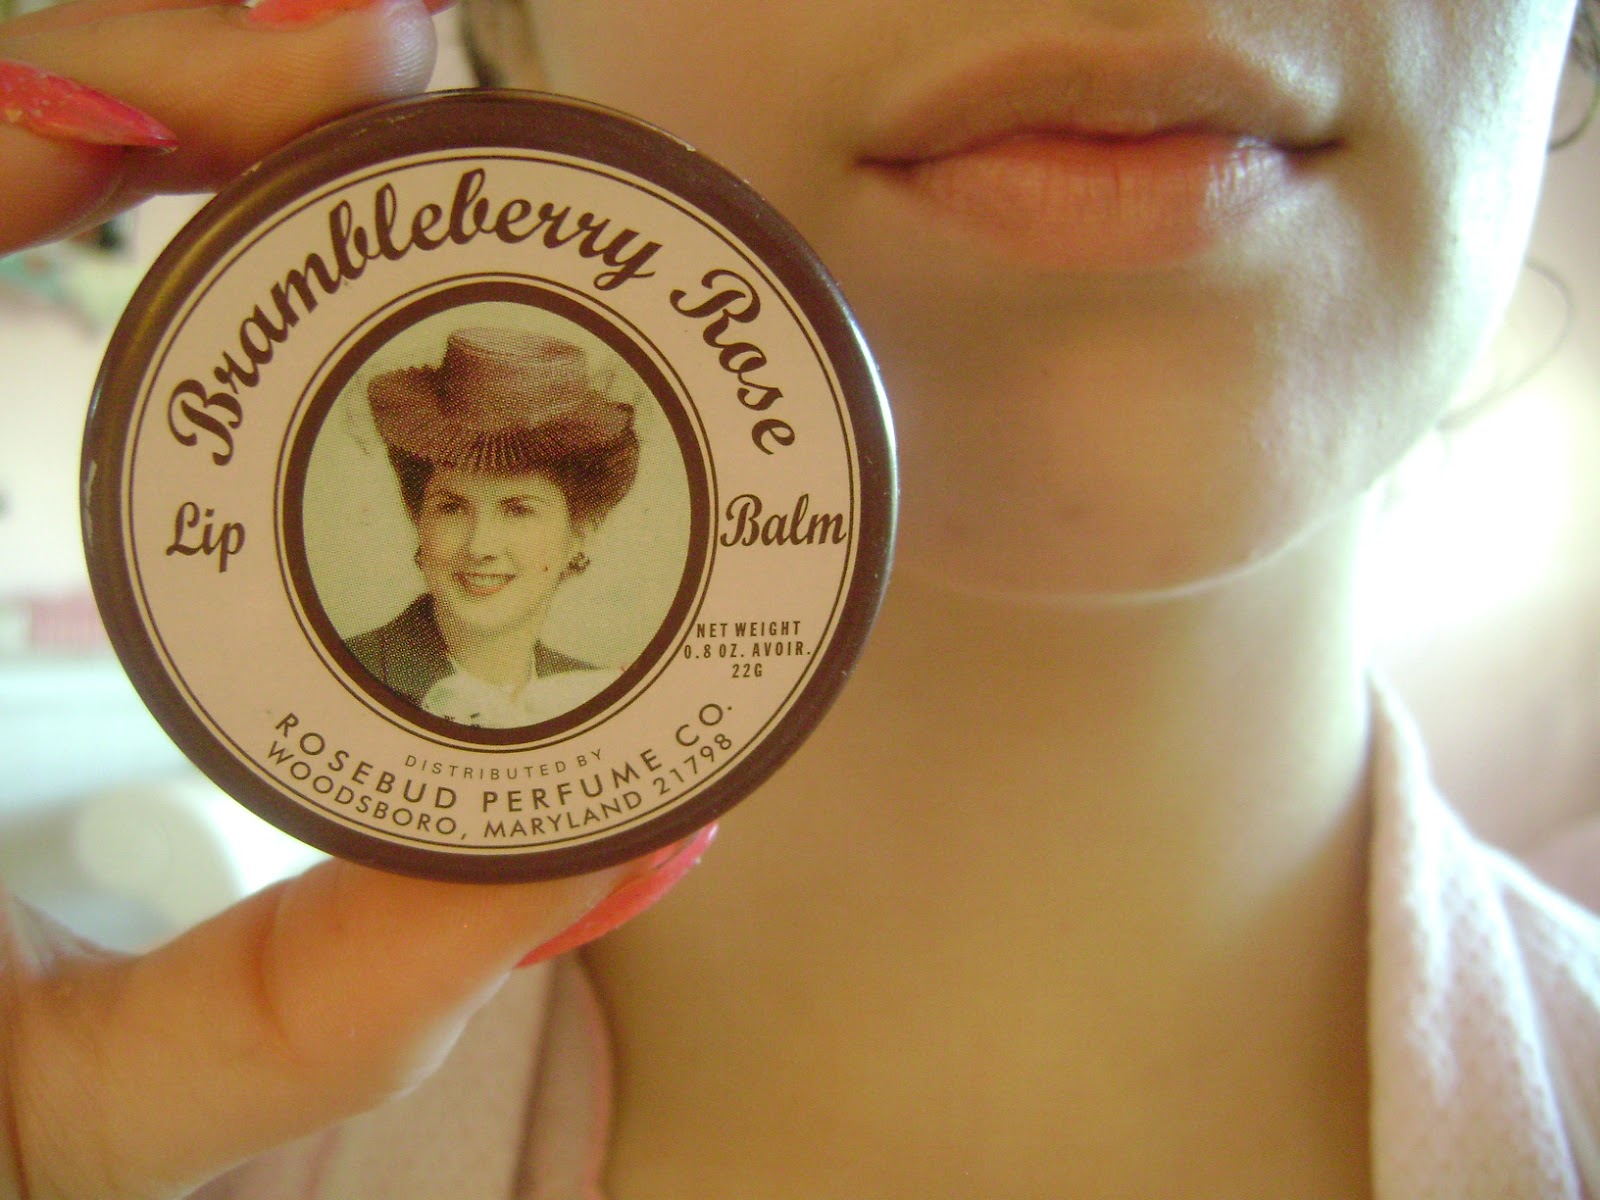 Brambleberry Rose
Lip Balm
NET WEIGHT
0.8 OZ. AVOIR.
22G
DISTRIBUTED BY
ROSEBUD PERFUME CO.
WOODSBORO, MARYLAND 21798